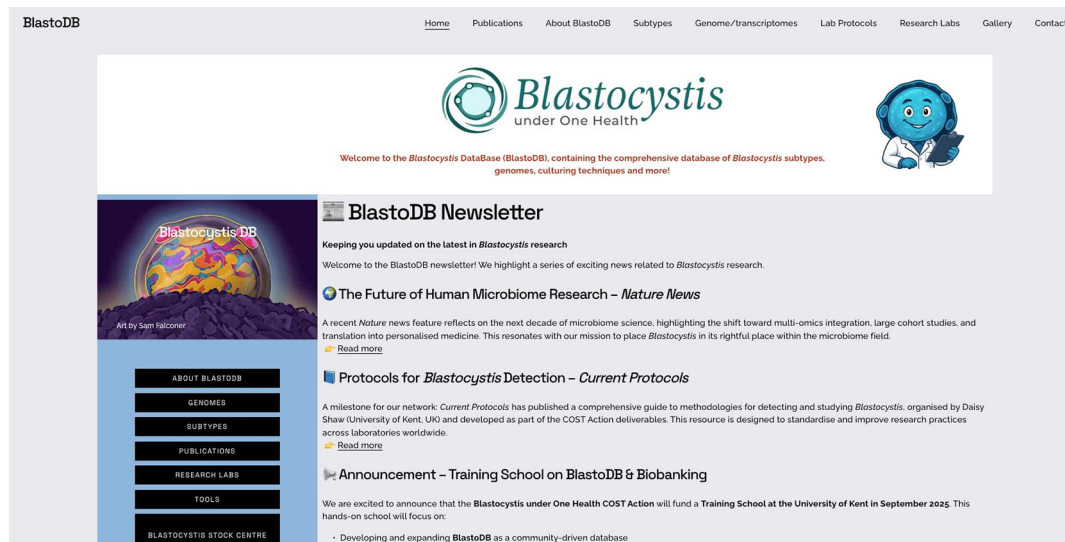 BlastoDB
Home Publications About BlastoDB Subtypes Genome/transcriptomes Lab Protocols Research Labs Gallery Contact
Blastocystis
under One Health
Welcome to the Blastocystis DataBase (BlastoDB), containing the comprehensive database of Blastocystis subtypes,
genomes, culturing techniques and more!
Blastocystis DB
Art by Sam Falconer
ABOUT BLASTODB
GENOMES
SUBTYPES
PUBLICATIONS
RESEARCH LABS
TOOLS
BLASTOCYSTIS STOCK CENTRE
BlastoDB Newsletter
Keeping you updated on the latest in Blastocystis research
Welcome to the BlastoDB newsletter! We highlight a series of exciting news related to Blastocystis research.
The Future of Human Microbiome Research – Nature News
A recent Nature news feature reflects on the next decade of microbiome science, highlighting the shift toward multi-omics integration, large cohort studies, and
translation into personalised medicine. This resonates with our mission to place Blastocystis in its rightful place within the microbiome field.
👉 Read more
Protocols for Blastocystis Detection – Current Protocols
A milestone for our network: Current Protocols has published a comprehensive guide to methodologies for detecting and studying Blastocystis, organised by Daisy
Shaw (University of Kent, UK) and developed as part of the COST Action deliverables. This resource is designed to standardise and improve research practices
across laboratories worldwide.
👉 Read more
Announcement – Training School on BlastoDB & Biobanking
We are excited to announce that the Blastocystis under One Health COST Action will fund a Training School at the University of Kent in September 2025. This
hands-on school will focus on:
• Developing and expanding BlastoDB as a community-driven database